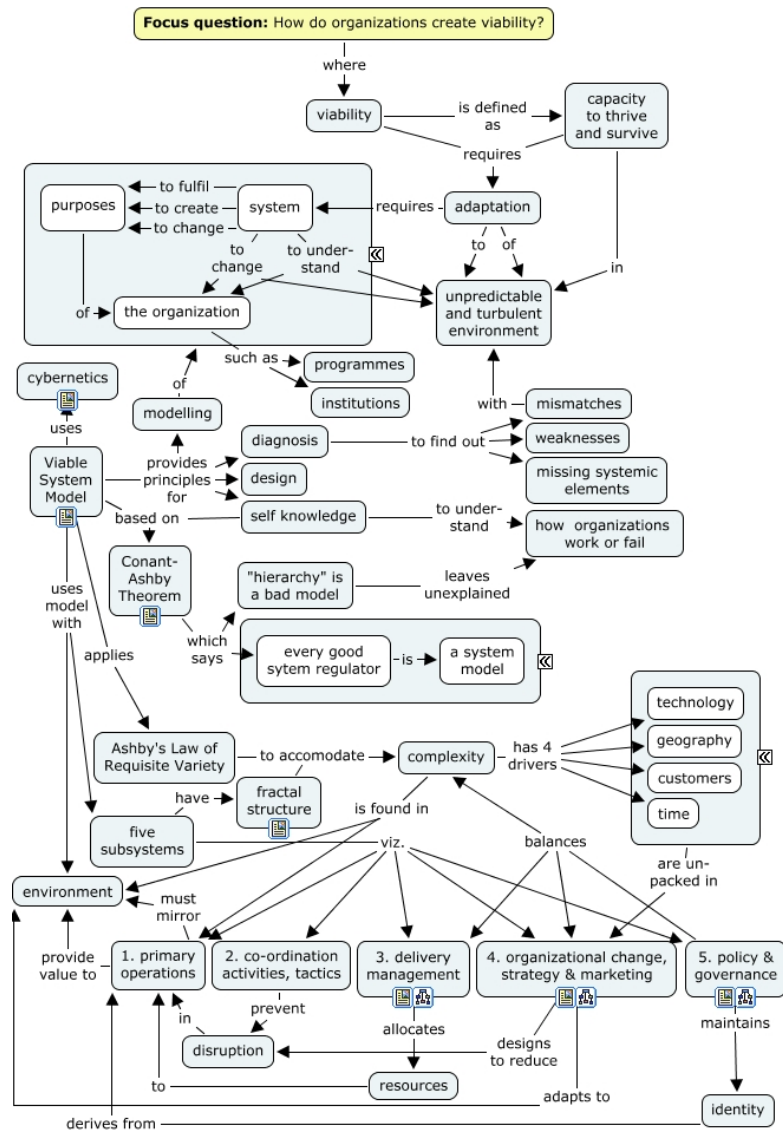 Focus question: How do organizations create viability?
where
viability
is defined
as
capacity
to thrive
and survive
requires
purposes
to fulfil
to create
to change
system
requires
adaptation
to
change
to under-
stand
to
of
in
of
the organization
unpredictable
and turbulent
environment
such as
programmes
institutions
cybernetics
of
modelling
uses
with
mismatches
weaknesses
missing systemic
elements
diagnosis
to find out
Viable
System
Model
provides
principles
for
design
self knowledge
based on
to under-
stand
how organizations
work or fail
Conant-
Ashby
Theorem
"hierarchy" is
a bad model
leaves
unexplained
uses
model
with
which
says
every good
sytem regulator
is
a system
model
applies
technology
geography
customers
time
Ashby's Law of
Requisite Variety
to accomodate
complexity
has 4
drivers
have
fractal
structure
is found in
five
subsystems
viz.
balances
are un-
packed in
environment
must
mirror
provide
value to
1. primary
operations
2. co-ordination
activities, tactics
3. delivery
management
4. organizational change,
strategy & marketing
5. policy &
governance
in
prevent
disruption
allocates
designs
to reduce
maintains
to
resources
adapts to
identity
derives from